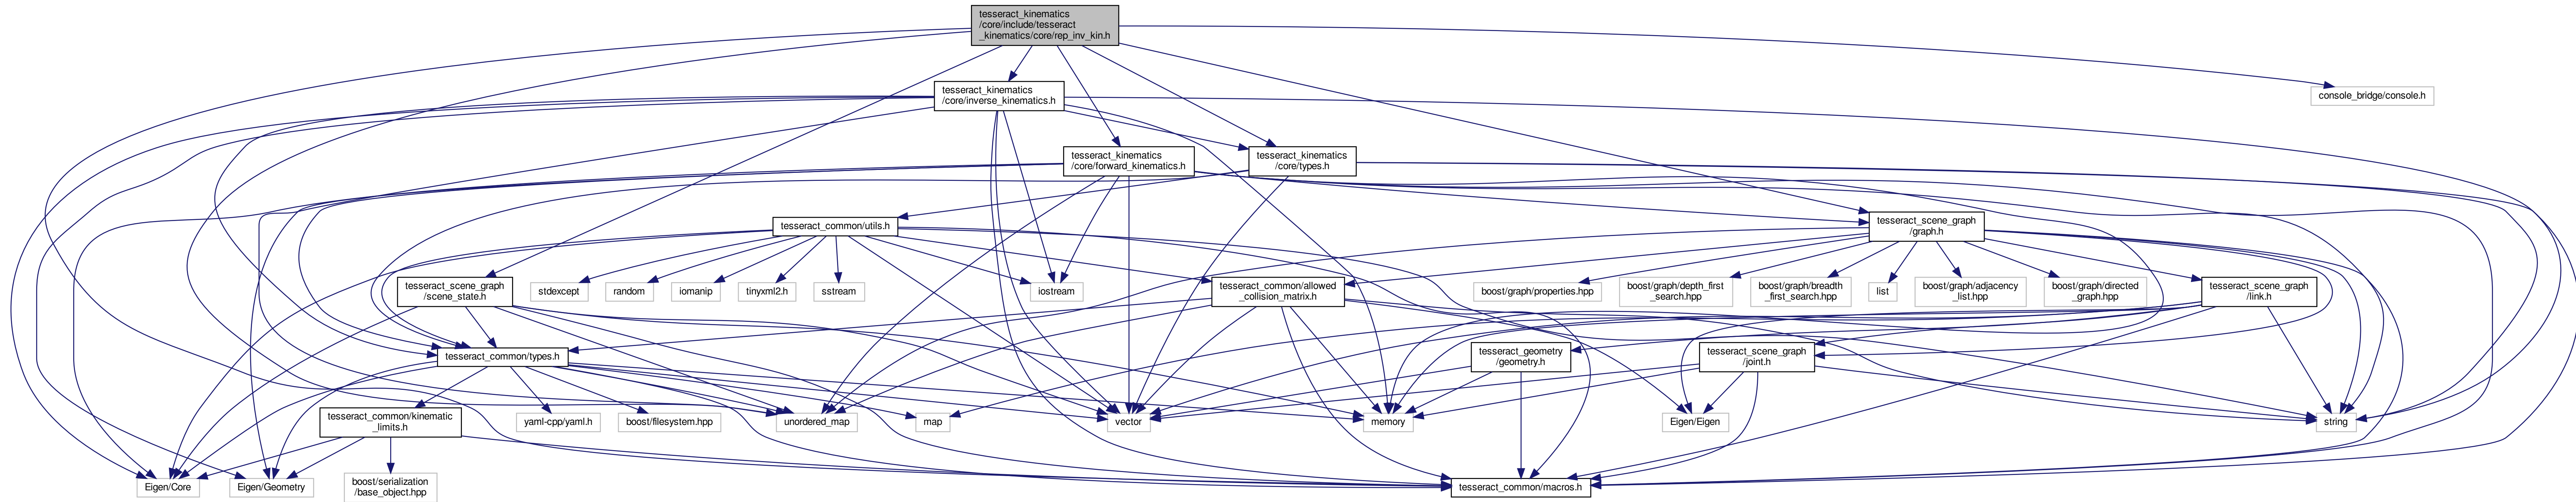 tesseract_kinematics
/core/include/tesseract
_kinematics/core/rep_inv_kin.h
tesseract_kinematics
/core/inverse_kinematics.h
console_bridge/console.h
tesseract_kinematics
/core/forward_kinematics.h
tesseract_kinematics
/core/types.h
tesseract_common/utils.h
tesseract_scene_graph
/graph.h
tesseract_scene_graph
/scene_state.h
stdexcept
random
iomanip
tinyxml2.h
sstream
iostream
tesseract_common/allowed
_collision_matrix.h
boost/graph/properties.hpp
boost/graph/depth_first
_search.hpp
boost/graph/breadth
_first_search.hpp
list
boost/graph/adjacency
_list.hpp
boost/graph/directed
_graph.hpp
tesseract_scene_graph
/link.h
tesseract_common/types.h
tesseract_geometry
/geometry.h
tesseract_scene_graph
/joint.h
tesseract_common/kinematic
_limits.h
yaml-cpp/yaml.h
boost/filesystem.hpp
unordered_map
map
vector
memory
Eigen/Eigen
string
Eigen/Core
Eigen/Geometry
boost/serialization
/base_object.hpp
tesseract_common/macros.h